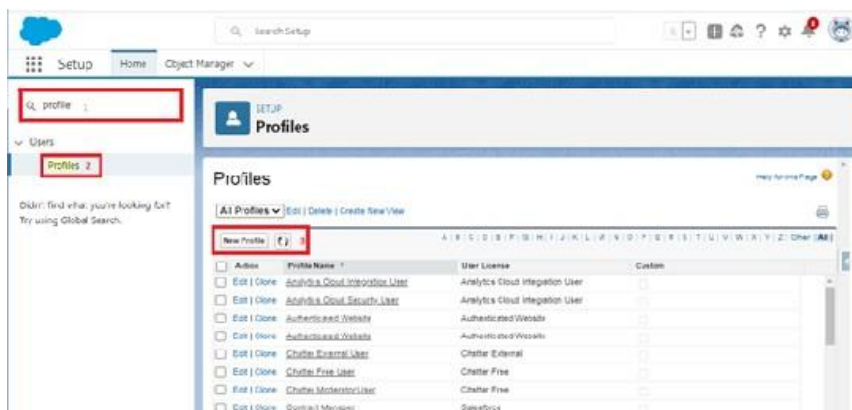 Search Setup
8
Setup Home Object Manager
profile 1
Users
Profiles 2
Didn't find what you're looking for?
Try using Global Search.
SETUP
Profiles
Profiles
Help for this Page
All Profiles Edit | Delete | Create New View
New Profile 3
A | B | C | D | E | F | G | H | I | J | K | L | M | N | O | P | Q | R | S | T | U | V | W | X | Y | Z | Other | All
Action Profile Name User License Custom
Edit | Clone Analytics Cloud Integration User Analytics Cloud Integration User
Edit | Clone Analytics Cloud Security User Analytics Cloud Integration User
Edit | Clone Authenticated Website Authenticated Website
Edit | Clone Authenticated Website Authenticated Website
Edit | Clone Chatter External User Chatter External
Edit | Clone Chatter Free User Chatter Free
Edit | Clone Chatter Moderator User Chatter Free
Edit | Clone Contract Manager Salesforce